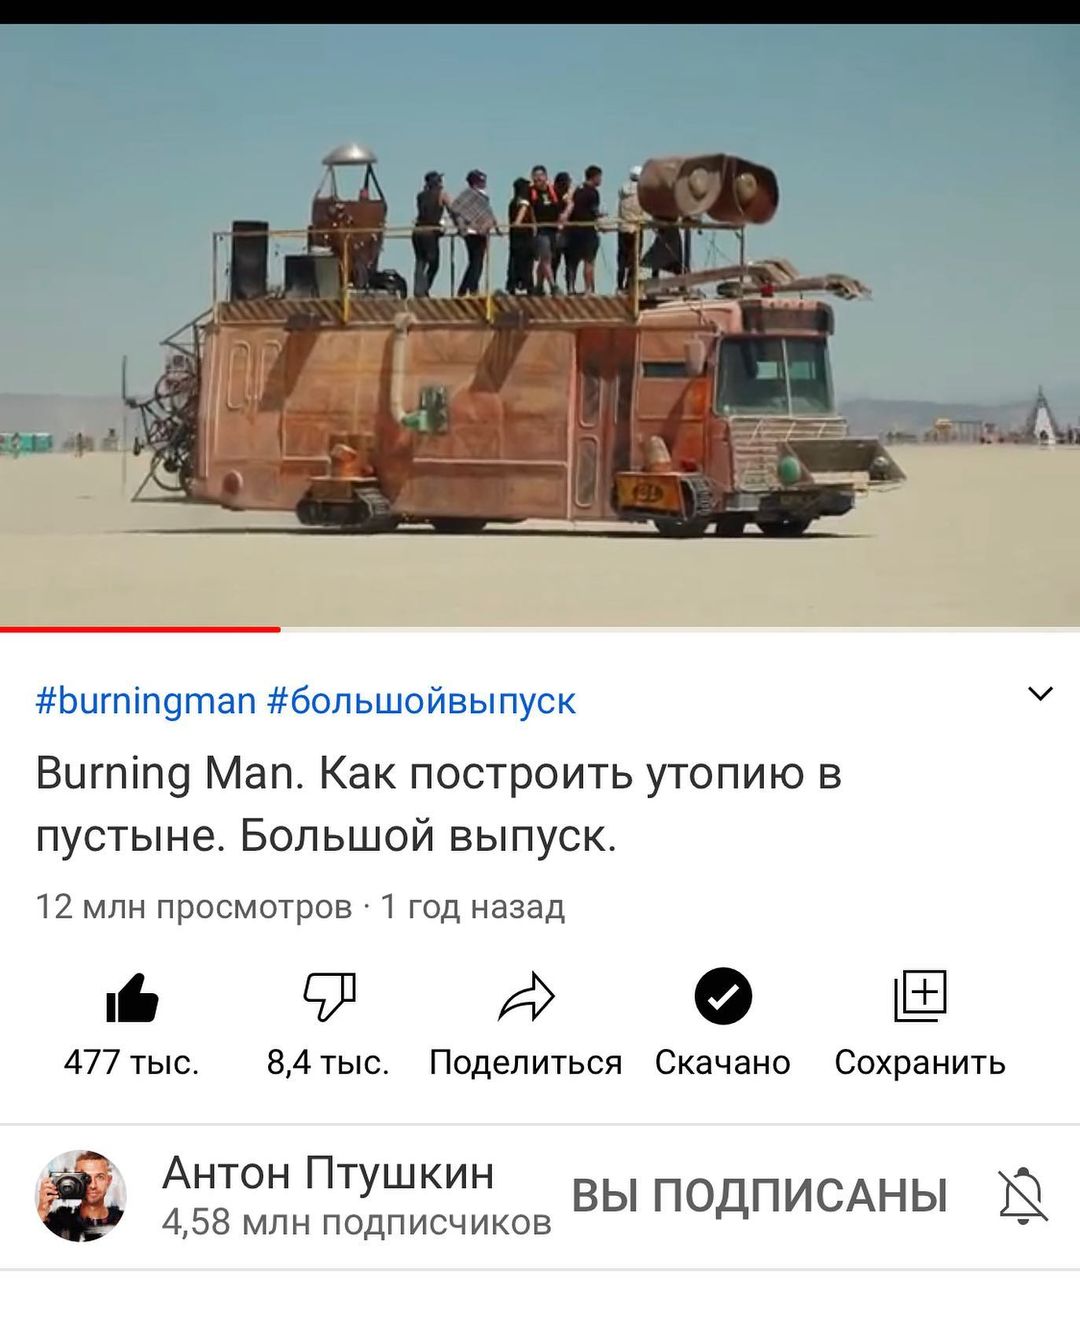 #burningman #большойвыпуск
Burning Man. Как построить утопию в
пустыне. Большой выпуск.
12 млн просмотров · 1 год назад
477 тыс. 8,4 тыс. Поделиться Скачано Сохранить
Антон Птушкин
4,58 млн подписчиков
ВЫ ПОДПИСАНЫ